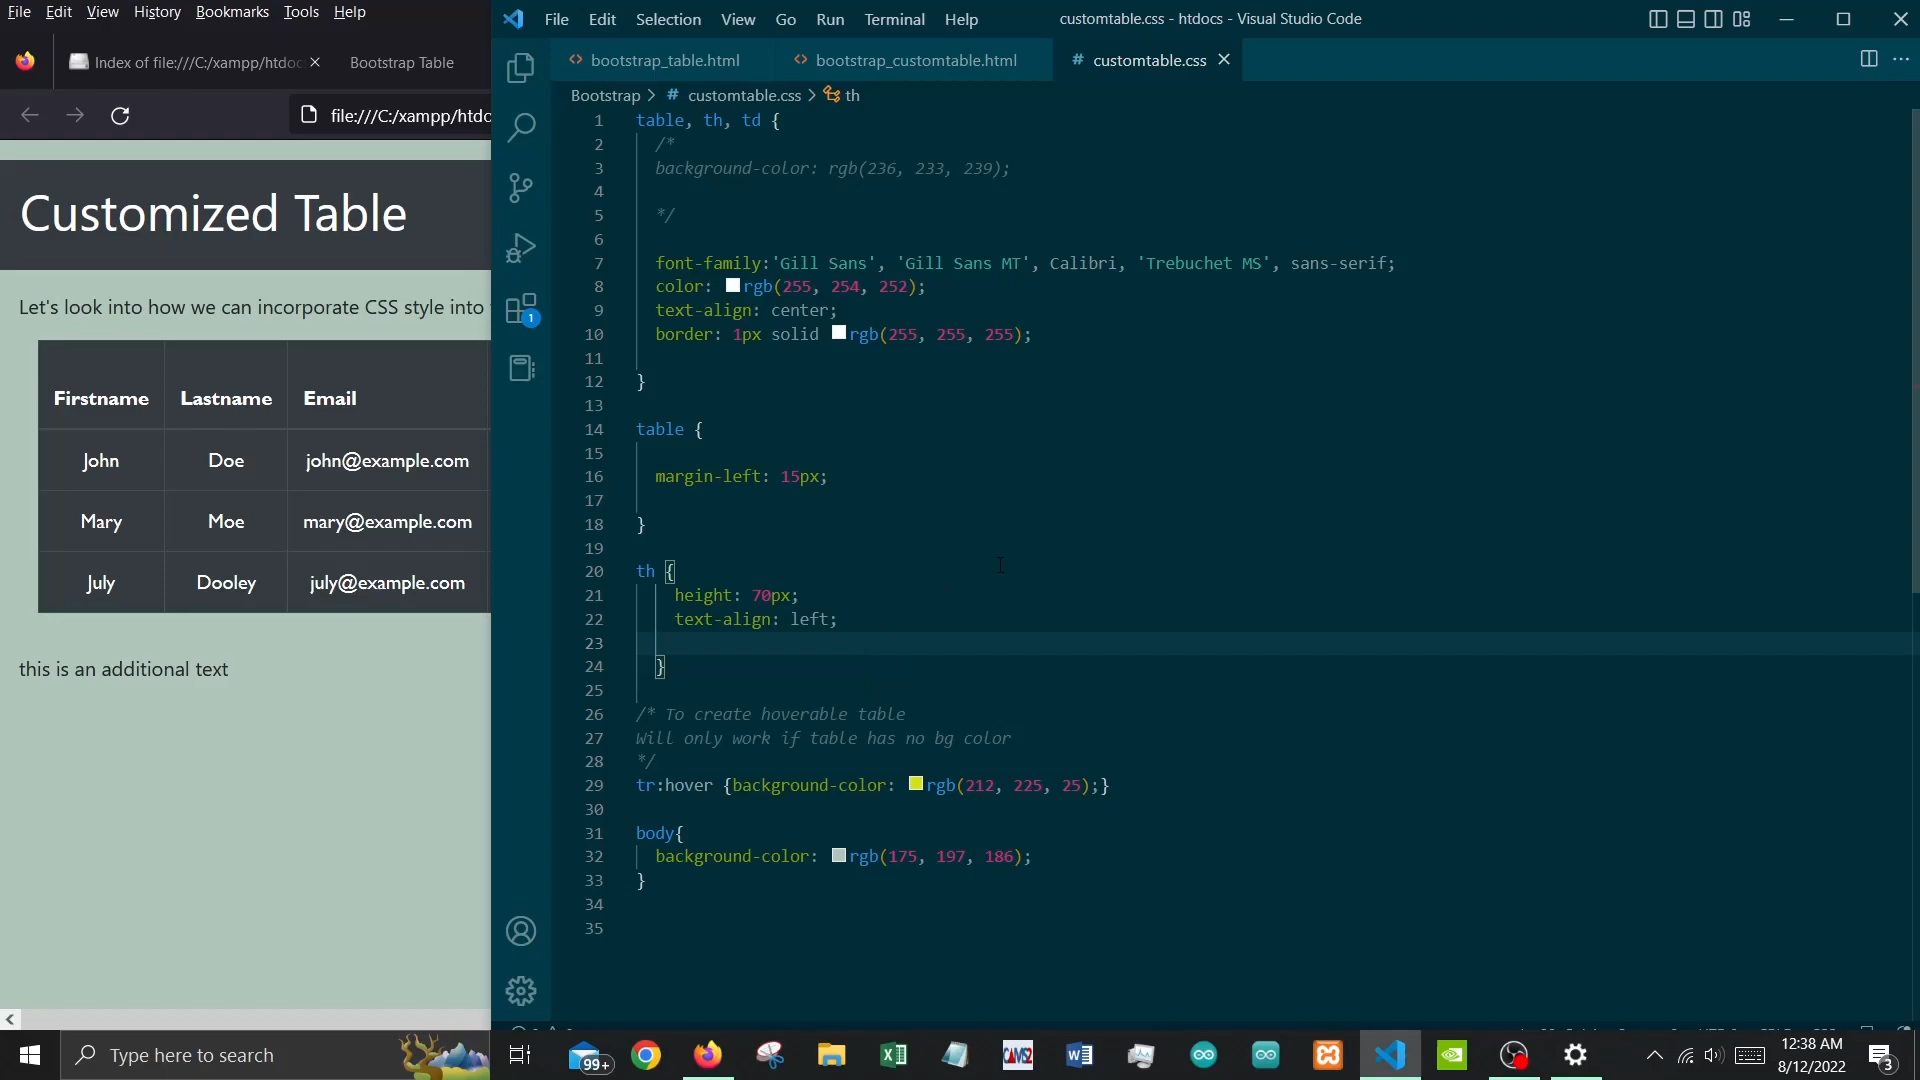 File Edit View History Bookmarks Tools Help
Index of file:///C:/xampp/htdoc
Bootstrap Table
file:///C:/xampp/htdo
Customized Table
Let's look into how we can incorporate CSS style into
Firstname Lastname Email
John Doe john@example.com
Mary Moe mary@example.com
July Dooley july@example.com
this is an additional text
File Edit Selection View Go Run Terminal Help
customtable.css - htdocs - Visual Studio Code
bootstrap_table.html
bootstrap_customtable.html
# customtable.css
Bootstrap > # customtable.css > th
1 table, th, td {
2 /*
3 background-color: rgb(236, 233, 239);
4
5 */
6
7 font-family:'Gill Sans', 'Gill Sans MT', Calibri, 'Trebuchet MS', sans-serif;
8 color: rgb(255, 254, 252);
9 text-align: center;
10 border: 1px solid rgb(255, 255, 255);
11
12 }
13
14 table {
15
16 margin-left: 15px;
17
18 }
19
20 th {
21 height: 70px;
22 text-align: left;
23
24 }
25
26 /* To create hoverable table
27 Will only work if table has no bg color
28 */
29 tr:hover {background-color: rgb(212, 225, 25);}
30
31 body{
32 background-color: rgb(175, 197, 186);
33 }
34
35
1
Type here to search
99+
CAMS2
12:38 AM
8/12/2022
3